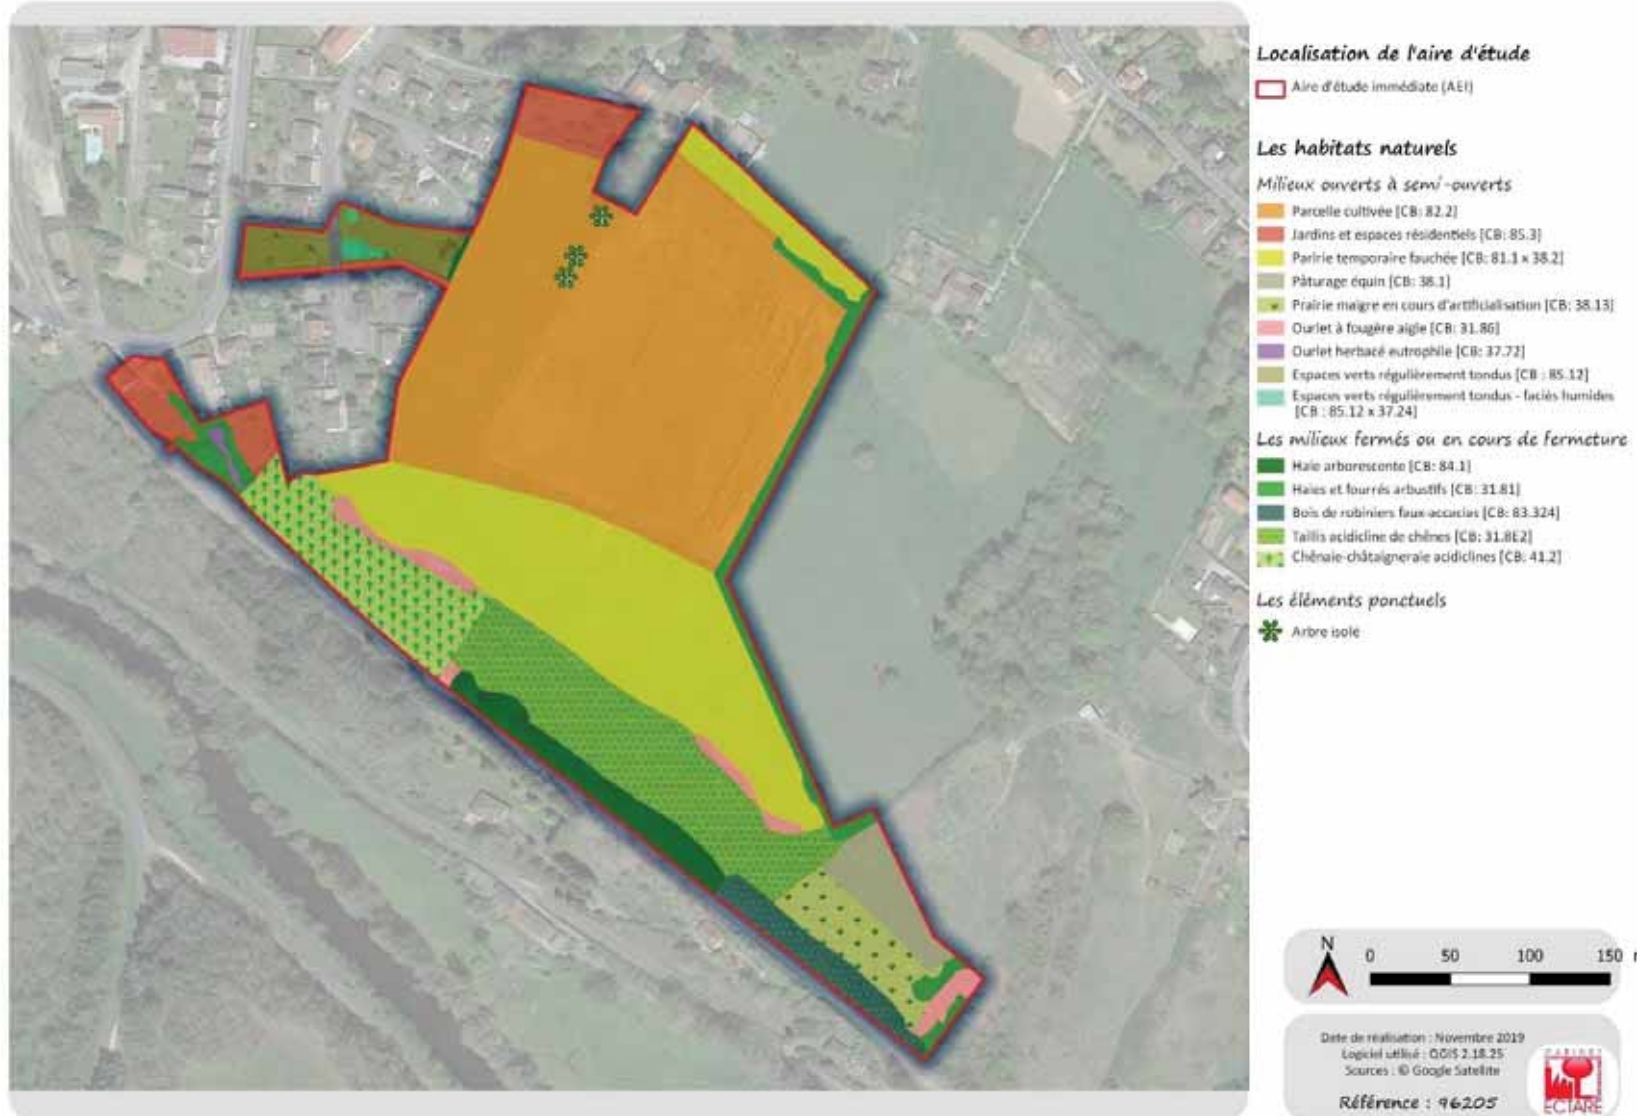 Localisation de l'aire d'étude
Aire d'étude immédiate (AEI)
Les habitats naturels
Milieux ouverts à semi-ouverts
Parcelle cultivée [CB: 82.2]
Jardins et espaces résidentiels [CB: 85.3]
Paririe temporaire fauchée [CB: 81.1 x 38.2]
Pâturage équin [CB: 38.1]
Prairie maigre en cours d'artificialisation [CB: 38.13]
Ourlet à fougère aigle [CB: 31.86]
Ourlet herbacé eutrophile [CB: 37.72]
Espaces verts régulièrement tondus [CB : 85.12]
Espaces verts régulièrement tondus - faciès humides
[CB : 85.12 x 37.24]
Les milieux fermés ou en cours de fermeture
Haie arborescente [CB: 84.1]
Haies et fourrés arbustifs [CB: 31.81]
Bois de robiniers faux-accacias [CB: 83.324]
Taillis acidicline de chênes [CB: 31.8E2]
Chênaie-châtaigneraie acidiclines [CB: 41.2]
Les éléments ponctuels
Arbre isolé
N
0 50 100 150 m
Date de réalisation : Novembre 2019
Logiciel utilisé : QGIS 2.18.25
Sources : © Google Satellite
Référence : 96205
CABINET
ECTARE